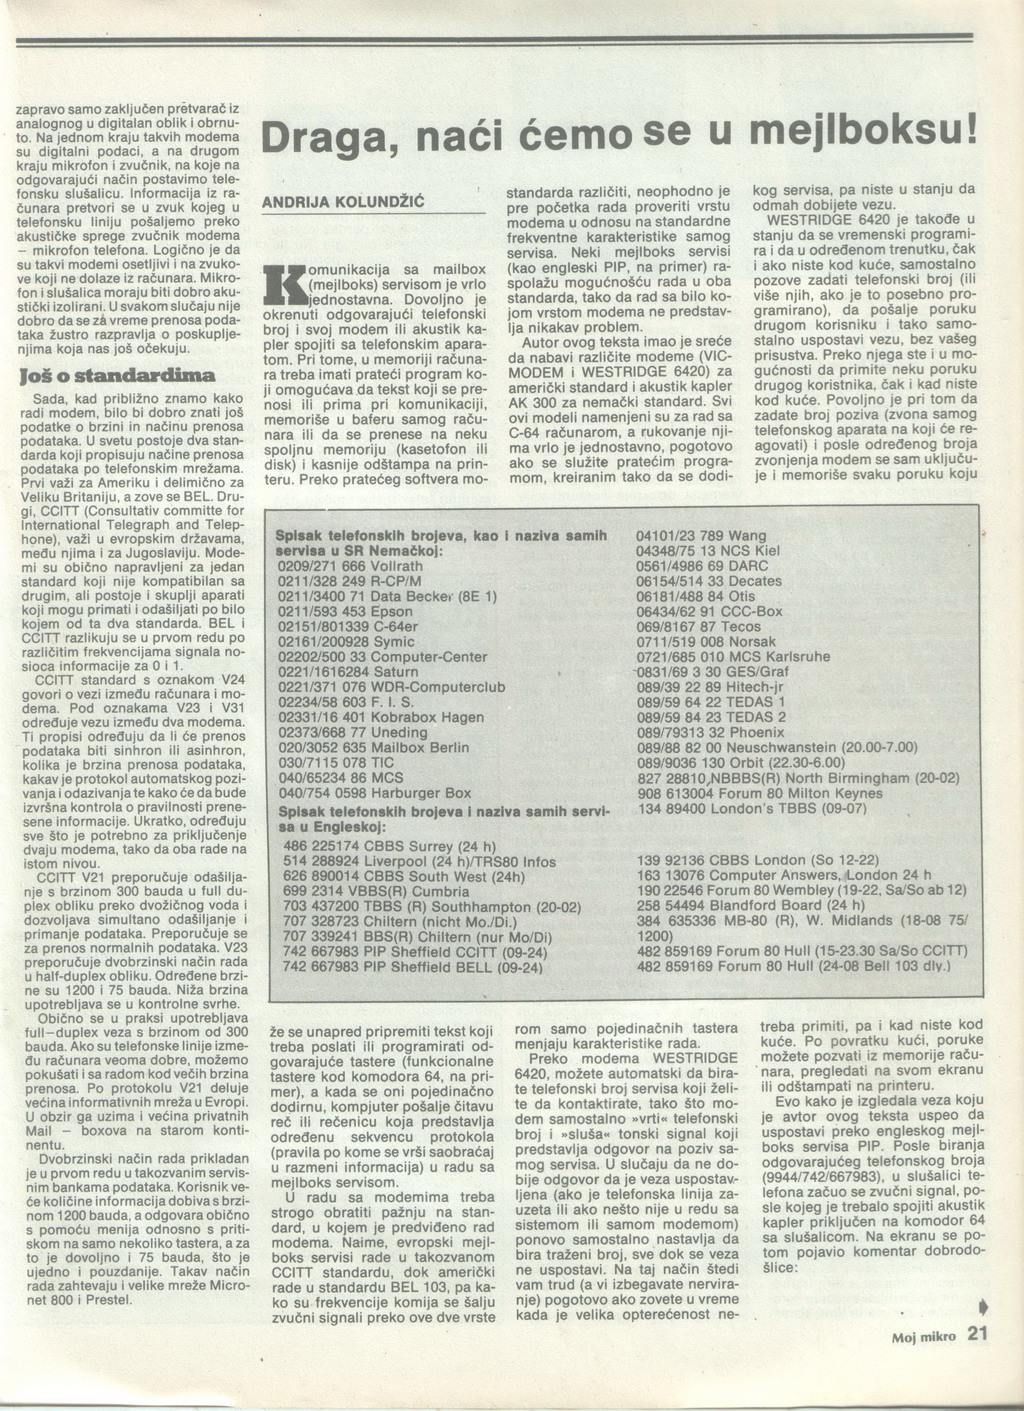 zapravo samo zaključen pretvarač iz
analognog u digitalan oblik i obrnu-
to. Na jednom kraju takvih modema
su digitalni podaci, a na drugom
kraju mikrofon i zvučnik, na koje na
odgovarajući način postavimo tele-
fonsku slušalicu. Informacija iz ra-
čunara pretvori se u zvuk kojeg u
telefonsku liniju pošaljemo preko
akustičke sprege zvučnik modema
– mikrofon telefona. Logično je da
su takvi modemi osetljivi i na zvuko-
ve koji ne dolaze iz računara. Mikro-
fon i slušalica moraju biti dobro aku-
stički izolirani. U svakom slučaju nije
dobro da se za vreme prenosa poda-
taka žustro razpravlja o poskuplje-
njima koja nas još očekuju.
Još o standardima
Sada, kad približno znamo kako
radi modem, bilo bi dobro znati još
podatke o brzini in načinu prenosa
podataka. U svetu postoje dva stan-
darda koji propisuju načine prenosa
podataka po telefonskim mrežama.
Prvi važi za Ameriku i delimično za
Veliku Britaniju, a zove se BEL. Dru-
gi, CCITT (Consultativ committe for
International Telegraph and Telep-
hone), važi u evropskim državama,
među njima i za Jugoslaviju. Mode-
mi su obično napravljeni za jedan
standard koji nije kompatibilan sa
drugim, ali postoje i skuplji aparati
koji mogu primati i odašiljati po bilo
kojem od ta dva standarda. BEL i
CCITT razlikuju se u prvom redu po
različitim frekvencijama signala no-
sioca informacije za 0 i 1.
CCITT standard s oznakom V24
govori o vezi između računara i mo-
dema. Pod oznakama V23 i V31
određuje vezu između dva modema.
Ti propisi određuju da li će prenos
podataka biti sinhron ili asinhron,
kolika je brzina prenosa podataka,
kakav je protokol automatskog pozi-
vanja i odazivanja te kako će da bude
izvršna kontrola o pravilnosti prene-
sene informacije. Ukratko, određuju
sve što je potrebno za priključenje
dvaju modema, tako da oba rade na
istom nivou.
CCITT V21 preporučuje odašilja-
nje s brzinom 300 bauda u full du-
plex obliku preko dvožičnog voda i
dozvoljava simultano odašiljanje i
primanje podataka. Preporučuje se
za prenos normalnih podataka. V23
preporučuje dvobrzinski način rada
u half-duplex obliku. Određene brzi-
ne su 1200 i 75 bauda. Niža brzina
upotrebljava se u kontrolne svrhe.
Obično se u praksi upotrebljava
full–duplex veza s brzinom od 300
bauda. Ako su telefonske linije izme-
đu računara veoma dobre, možemo
pokušati i sa radom kod većih brzina
prenosa. Po protokolu V21 deluje
većina informativnih mreža u Evropi.
U obzir ga uzima i većina privatnih
Mail – boxova na starom konti-
nentu.
Dvobrzinski način rada prikladan
je u prvom redu u takozvanim servis-
nim bankama podataka. Korisnik ve-
će količine informacija dobiva s brzi-
nom 1200 bauda, a odgovara obično
s pomoću menija odnosno s priti-
skom na samo nekoliko tastera, a za
to je dovoljno i 75 bauda, što je
ujedno i pouzdanije. Takav način
rada zahtevaju i velike mreže Micro-
net 800 i Prestel.
Draga, naći ćemo se u mejlboksu!
ANDRIJA KOLUNDŽIĆ
Komunikacija sa mailbox
(mejlboks) servisom je vrlo
jednostavna. Dovoljno je
okrenuti odgovarajući telefonski
broj i svoj modem ili akustik ka-
pler spojiti sa telefonskim apara-
tom. Pri tome, u memoriji računa-
ra treba imati prateći program ko-
ji omogućava da tekst koji se pre-
nosi ili prima pri komunikaciji,
memoriše u baferu samog raču-
nara ili da se prenese na neku
spoljnu memoriju (kasetofon ili
disk) i kasnije odštampa na prin-
teru. Preko pratećeg softvera mo-
že se unapred pripremiti tekst koji
treba poslati ili programirati od-
govarajuće tastere (funkcionalne
tastere kod komodora 64, na pri-
mer), a kada se oni pojedinačno
dodirnu, kompjuter pošalje čitavu
reč ili rečenicu koja predstavlja
određenu sekvencu protokola
(pravila po kome se vrši saobraćaj
u razmeni informacija) u radu sa
mejlboks servisom.
U radu sa modemima treba
strogo obratiti pažnju na stan-
dard, u kojem je predviđeno rad
modema. Naime, evropski mejl-
boks servisi rade u takozvanom
CCITT standardu, dok američki
rade u standardu BEL 103, pa ka-
ko su frekvencije komija se šalju
zvučni signali preko ove dve vrste
standarda različiti, neophodno je
pre početka rada proveriti vrstu
modema u odnosu na standardne
frekventne karakteristike samog
servisa. Neki mejlboks servisi
(kao engleski PIP, na primer) ra-
spolažu mogućnošću rada u oba
standarda, tako da rad sa bilo ko-
jom vrstom modema ne predstav-
lja nikakav problem.
Autor ovog teksta imao je sreće
da nabavi različite modeme (VIC-
MODEM i WESTRIDGE 6420) za
američki standard i akustik kapler
AK 300 za nemački standard. Svi
ovi modeli namenjeni su za rad sa
C-64 računarom, a rukovanje nji-
ma vrlo je jednostavno, pogotovo
ako se služite pratećim progra-
mom, kreiranim tako da se dodi-
rom samo pojedinačnih tastera
menjaju karakteristike rada.
Preko modema WESTRIDGE
6420, možete automatski da bira-
te telefonski broj servisa koji želi-
te da kontaktirate, tako što mo-
dem samostalno »vrti« telefonski
broj i »sluša« tonski signal koji
predstavlja odgovor na poziv sa-
mog servisa. U slučaju da ne do-
bije odgovor da je veza uspostav-
ljena (ako je telefonska linija za-
uzeta ili ako nešto nije u redu sa
sistemom ili samom modemom)
ponovo samostalno nastavlja da
bira traženi broj, sve dok se veza
ne uspostavi. Na taj način štedi
vam trud (a vi izbegavate nervira-
nje) pogotovo ako zovete u vreme
kada je velika opterećenost ne-
kog servisa, pa niste u stanju da
odmah dobijete vezu.
WESTRIDGE 6420 je takođe u
stanju da se vremenski programi-
ra i da u određenom trenutku, čak
i ako niste kod kuće, samostalno
pozove zadati telefonski broj (ili
više njih, ako je to posebno pro-
gramirano), da pošalje poruku
drugom korisniku i tako samo-
stalno uspostavi vezu, bez vašeg
prisustva. Preko njega ste i u mo-
gućnosti da primite neku poruku
drugog koristnika, čak i kad niste
kod kuće. Povoljno je pri tom da
zadate broj poziva (zvona samog
telefonskog aparata na koji će re-
agovati) i posle određenog broja
zvonjenja modem se sam uključu-
je i memoriše svaku poruku koju
treba primiti, pa i kad niste kod
kuće. Po povratku kući, poruke
možete pozvati iz memorije raču-
nara, pregledati na svom ekranu
ili odštampati na printeru.
Evo kako je izgledala veza koju
je avtor ovog teksta uspeo da
uspostavi preko engleskog mejl-
boks servisa PIP. Posle biranja
odgovarajućeg telefonskog broja
(9944/742/667983), u slušalici te-
lefona začuo se zvučni signal, po-
sle kojeg je trebalo spojiti akustik
kapler priključen na komodor 64
sa slušalicom. Na ekranu se po-
tom pojavio komentar dobrodo-
šlice:
Spisak telefonskih brojeva, kao i naziva samih
servisa u SR Nemačkoj:
0209/271 666 Vollrath
0211/328 249 R-CP/M
0211/3400 71 Data Becker (8E 1)
0211/593 453 Epson
02151/801339 C-64er
02161/200928 Symic
02202/500 33 Computer-Center
0221/1616284 Saturn
0221/371 076 WDR-Computerclub
02234/58 603 F. I. S.
02331/16 401 Kobrabox Hagen
02373/668 77 Uneding
020/3052 635 Mailbox Berlin
030/7115 078 TIC
040/65234 86 MCS
040/754 0598 Harburger Box
Spisak telefonskih brojeva i naziva samih servi-
sa u Engleskoj:
486 225174 CBBS Surrey (24 h)
514 288924 Liverpool (24 h)/TRS80 Infos
626 890014 CBBS South West (24h)
699 2314 VBBS(R) Cumbria
703 437200 TBBS (R) Southhampton (20-02)
707 328723 Chiltern (nicht Mo./Di.)
707 339241 BBS(R) Chiltern (nur Mo/Di)
742 667983 PIP Sheffield CCITT (09-24)
742 667983 PIP Sheffield BELL (09-24)
04101/23 789 Wang
04348/75 13 NCS Kiel
0561/4986 69 DARC
06154/514 33 Decates
06181/488 84 Otis
06434/62 91 CCC-Box
069/8167 87 Tecos
0711/519 008 Norsak
0721/685 010 MCS Karlsruhe
0831/69 3 30 GES/Graf
089/39 22 89 Hitech-jr
089/59 64 22 TEDAS 1
089/59 84 23 TEDAS 2
089/79313 32 Phoenix
089/88 82 00 Neuschwanstein (20.00-7.00)
089/9036 130 Orbit (22.30-6.00)
827 28810,NBBBS(R) North Birmingham (20-02)
908 613004 Forum 80 Milton Keynes
134 89400 London's TBBS (09-07)
139 92136 CBBS London (So 12-22)
163 13076 Computer Answers, London 24 h
190 22546 Forum 80 Wembley (19-22, Sa/So ab 12)
258 54494 Blandford Board (24 h)
384 635336 MB-80 (R), W. Midlands (18-08 75/
1200)
482 859169 Forum 80 Hull (15-23.30 Sa/So CCITT)
482 859169 Forum 80 Hull (24-08 Bell 103 dlv.)
Moj mikro 21